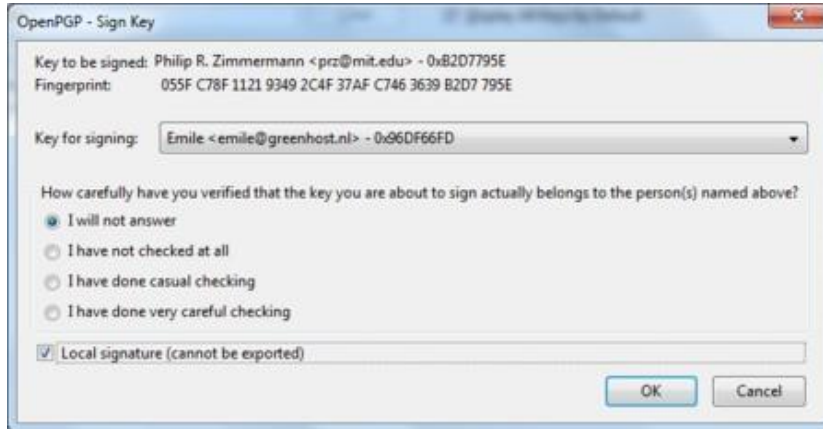 OpenPGP - Sign Key
Key to be signed: Philip R. Zimmermann <prz@mit.edu> - 0xB2D7795E
Fingerprint: 055F C78F 1121 9349 2C4F 37AF C746 3639 B2D7 795E
Key for signing: Emile <emile@greenhost.nl> - 0x96DF66FD
How carefully have you verified that the key you are about to sign actually belongs to the person(s) named above?
I will not answer
I have not checked at all
I have done casual checking
I have done very careful checking
Local signature (cannot be exported)
OK Cancel